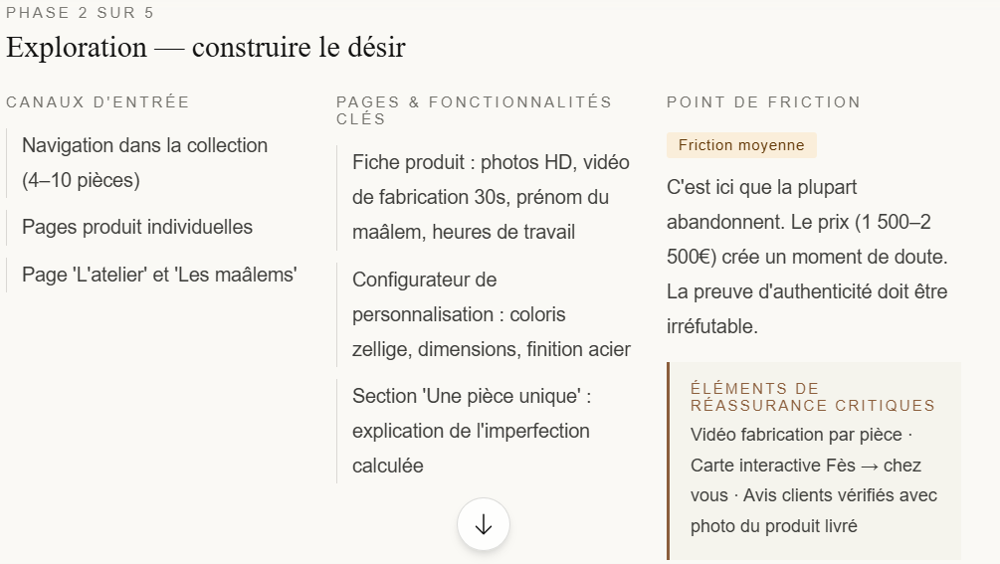 PHASE 2 SUR 5
Exploration — construire le désir
CANAUX D'ENTRÉE
Navigation dans la collection
(4–10 pièces)
Pages produit individuelles
Page 'L'atelier' et 'Les maâlems'
PAGES & FONCTIONNALITÉS
CLÉS
Fiche produit : photos HD, vidéo
de fabrication 30s, prénom du
maâlem, heures de travail
Configurateur de
personnalisation : coloris
zellige, dimensions, finition acier
Section 'Une pièce unique' :
explication de l'imperfection
calculée
POINT DE FRICTION
Friction moyenne
C'est ici que la plupart
abandonnent. Le prix (1 500–2
500€) crée un moment de doute.
La preuve d'authenticité doit être
irréfutable.
ÉLÉMENTS DE
RÉASSURANCE CRITIQUES
Vidéo fabrication par pièce ·
Carte interactive Fès → chez
vous · Avis clients vérifiés avec
photo du produit livré